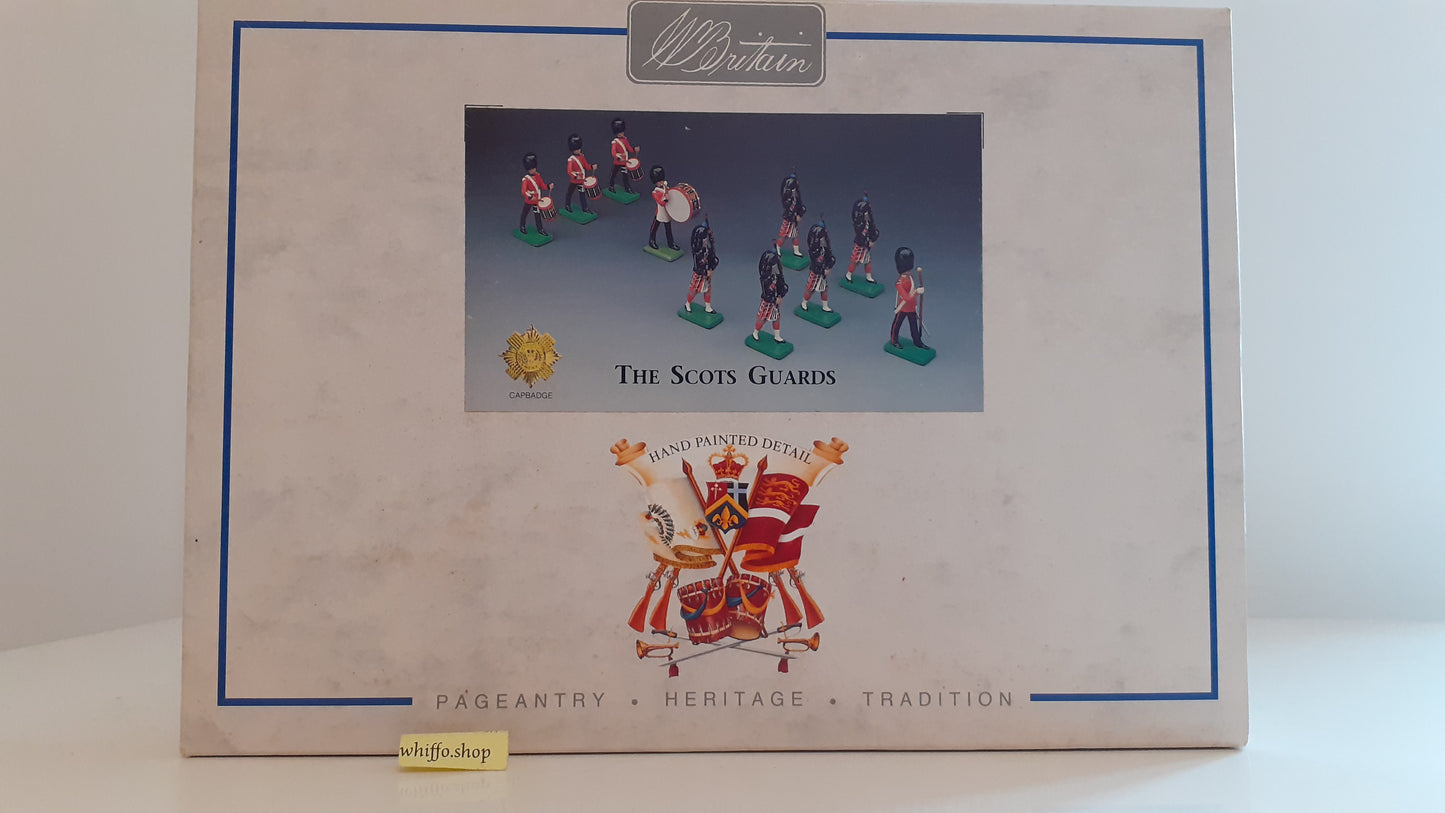 WBritain
THE SCOTS GUARDS
CAPBADGE
HAND PAINTED DETAIL
PAGEANTRY • HERITAGE • TRADITION
whiffo.shop